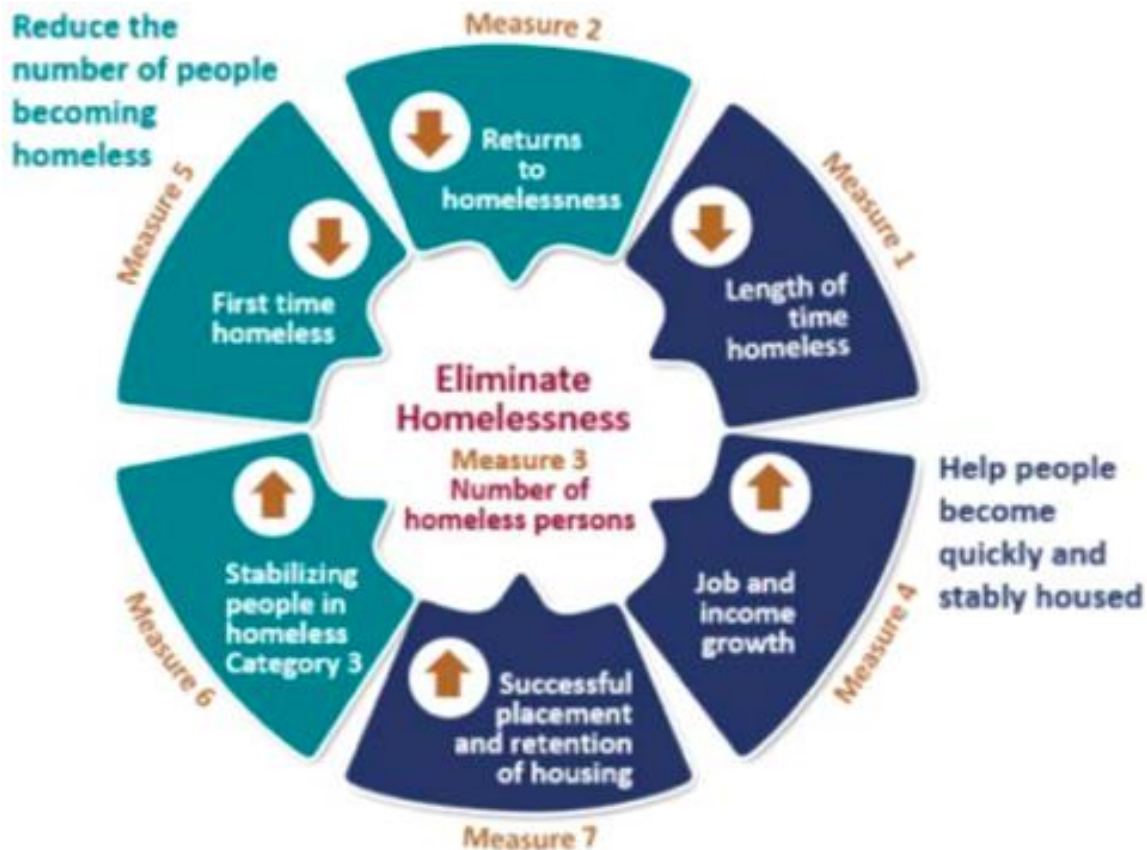 Reduce the
number of people
becoming
homeless
Measure 2
Returns
to
homelessness
Measure 1
Length of
time
homeless
Measure 5
First time
homeless
Eliminate
Homelessness
Measure 3
Number of
homeless persons
Help people
become
quickly and
stably housed
Measure 4
Job and
income
growth
Measure 6
Stabilizing
people in
homeless
Category 3
Successful
placement
and retention
of housing
Measure 7